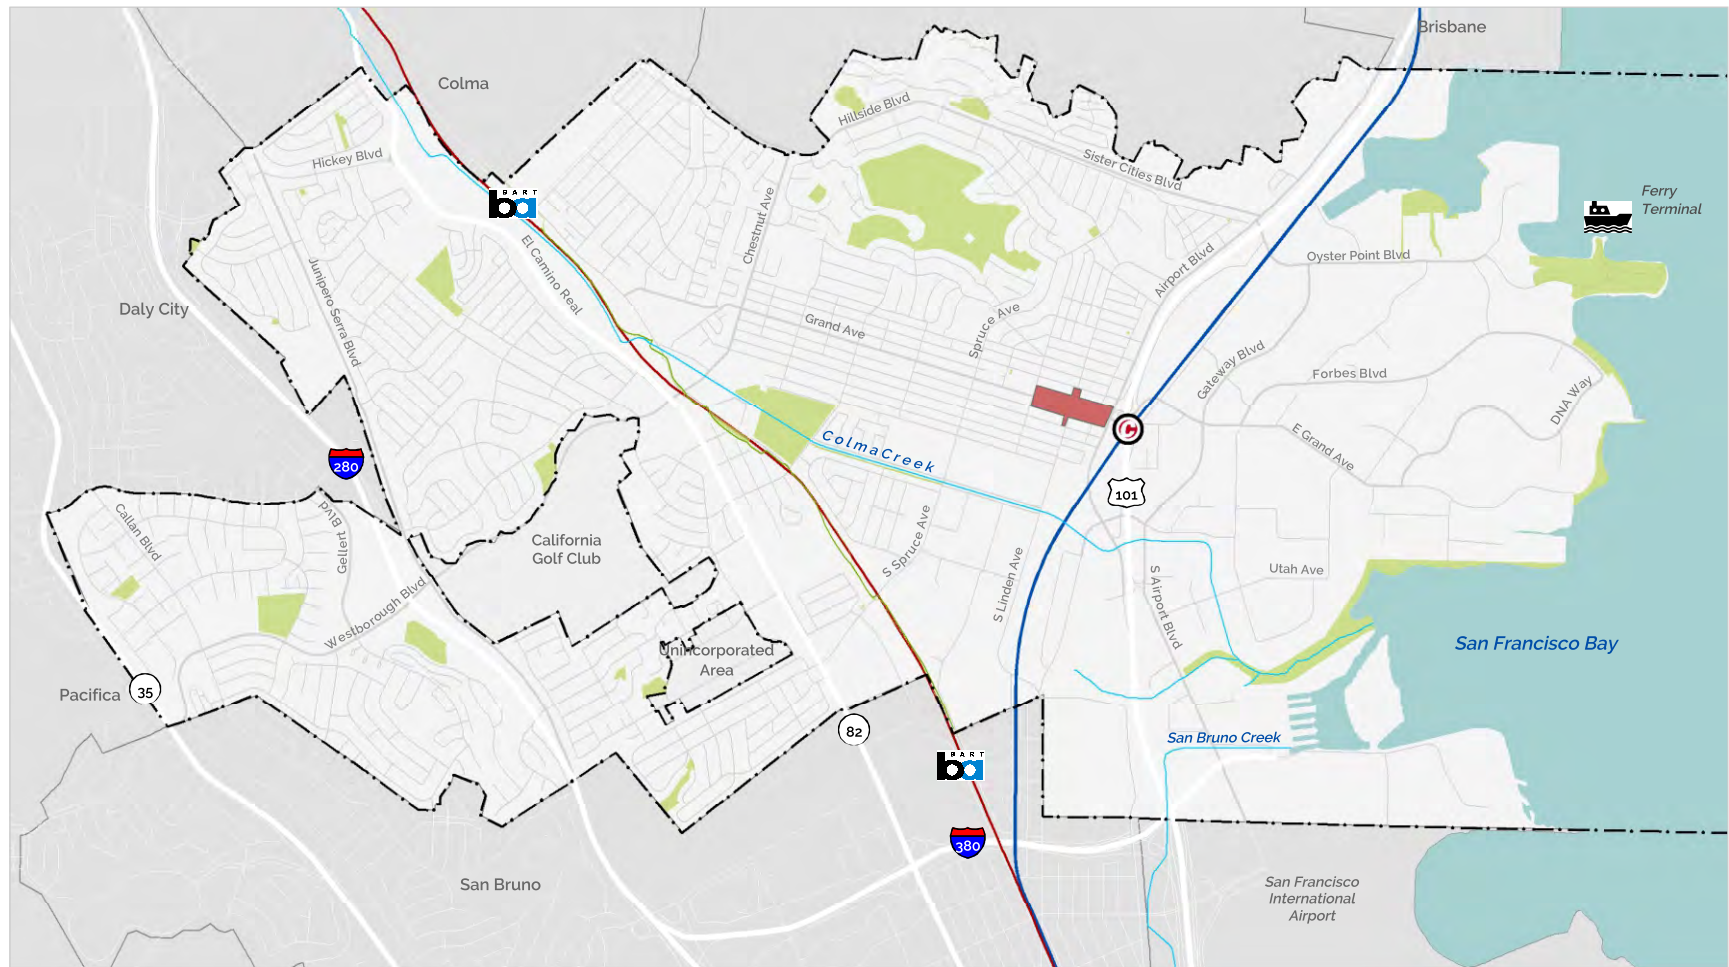 Brisbane
Colma
Hillside Blvd
Hickey Blvd
Sister Cities Blvd
BART
ba
Ferry
Terminal
Chestnut Ave
El Camino Real
Airport Blvd
Oyster Point Blvd
Junipero Serra Blvd
Daly City
Grand Ave
Spruce Ave
Gateway Blvd
Forbes Blvd
DNA Way
C
E Grand Ave
ColmaCreek
280
101
Callan Blvd
Gellert Blvd
California
Golf Club
S Spruce Ave
S Linden Ave
Utah Ave
S Airport Blvd
Westborough Blvd
Unincorporated
Area
San Francisco Bay
Pacifica
35
82
San Bruno Creek
BART
ba
380
San Bruno
San Francisco
International
Airport